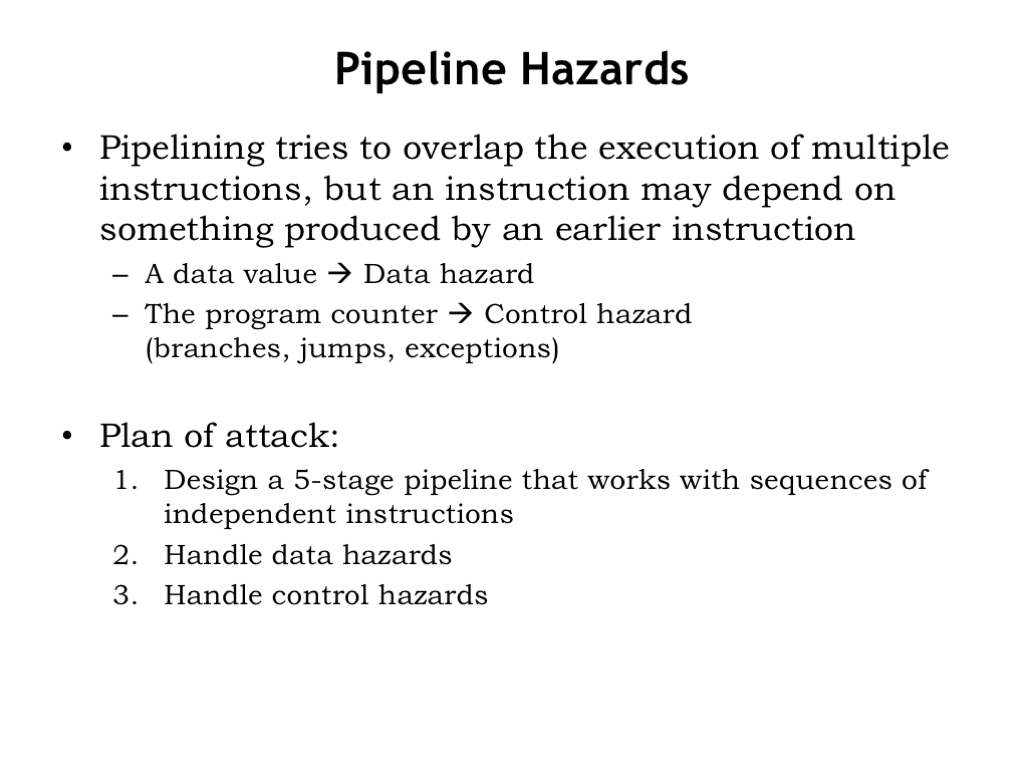 Pipeline Hazards
• Pipelining tries to overlap the execution of multiple
instructions, but an instruction may depend on
something produced by an earlier instruction
– A data value → Data hazard
– The program counter → Control hazard
(branches, jumps, exceptions)
• Plan of attack:
1. Design a 5-stage pipeline that works with sequences of
independent instructions
2. Handle data hazards
3. Handle control hazards